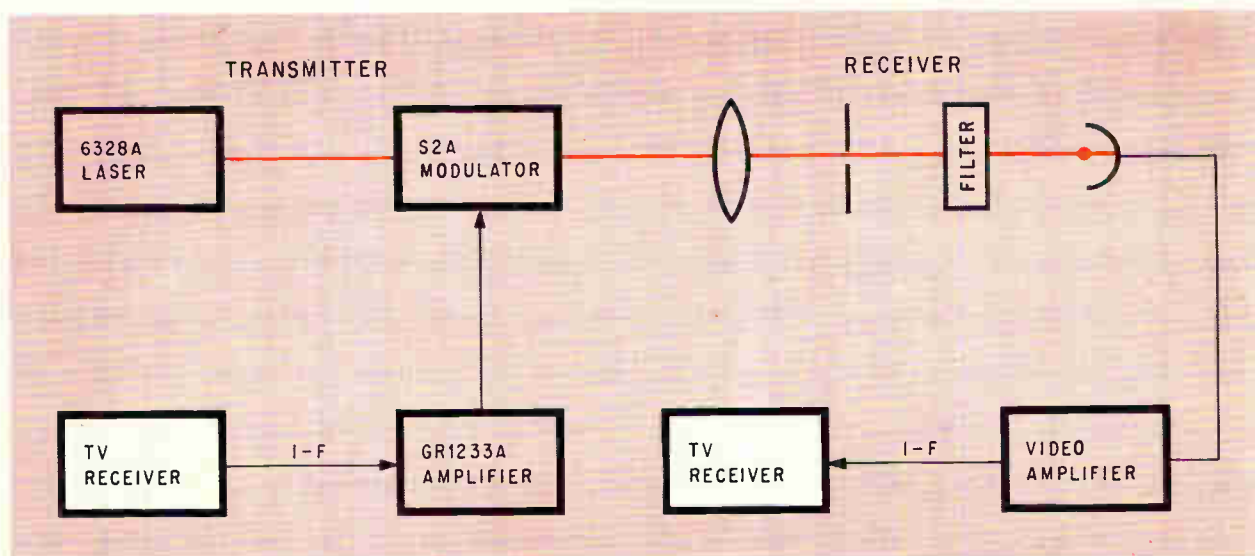 TRANSMITTER
RECEIVER
6328A
LASER
S2A
MODULATOR
FILTER
TV
RECEIVER
I-F
GR1233A
AMPLIFIER
TV
RECEIVER
I-F
VIDEO
AMPLIFIER